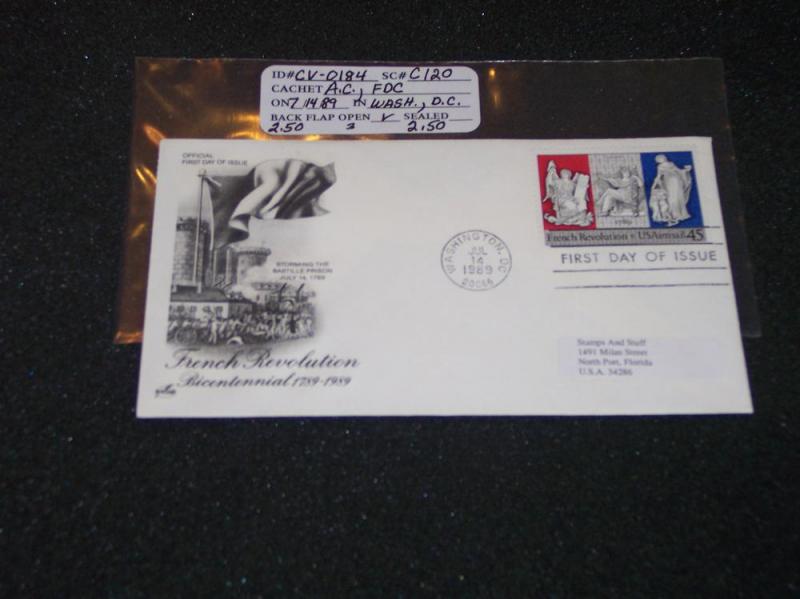 ID# CV-0184 SC# C120
CACHET A.C., FDC
ON 7/14/89 IN WASH., D.C.
BACK FLAP OPEN V SEALED
2.50 3 2.50
OFFICIAL
FIRST DAY OF ISSUE
STORMING THE
BASTILLE PRISON
JULY 14, 1789
French Revolution
Bicentennial 1789-1989
WASHINGTON, DC
JUL
14
1989
20066
1789
French Revolution USAirmail 45
FIRST DAY OF ISSUE
Stamps And Stuff
1491 Milan Street
North Port, Florida
U.S.A. 34286